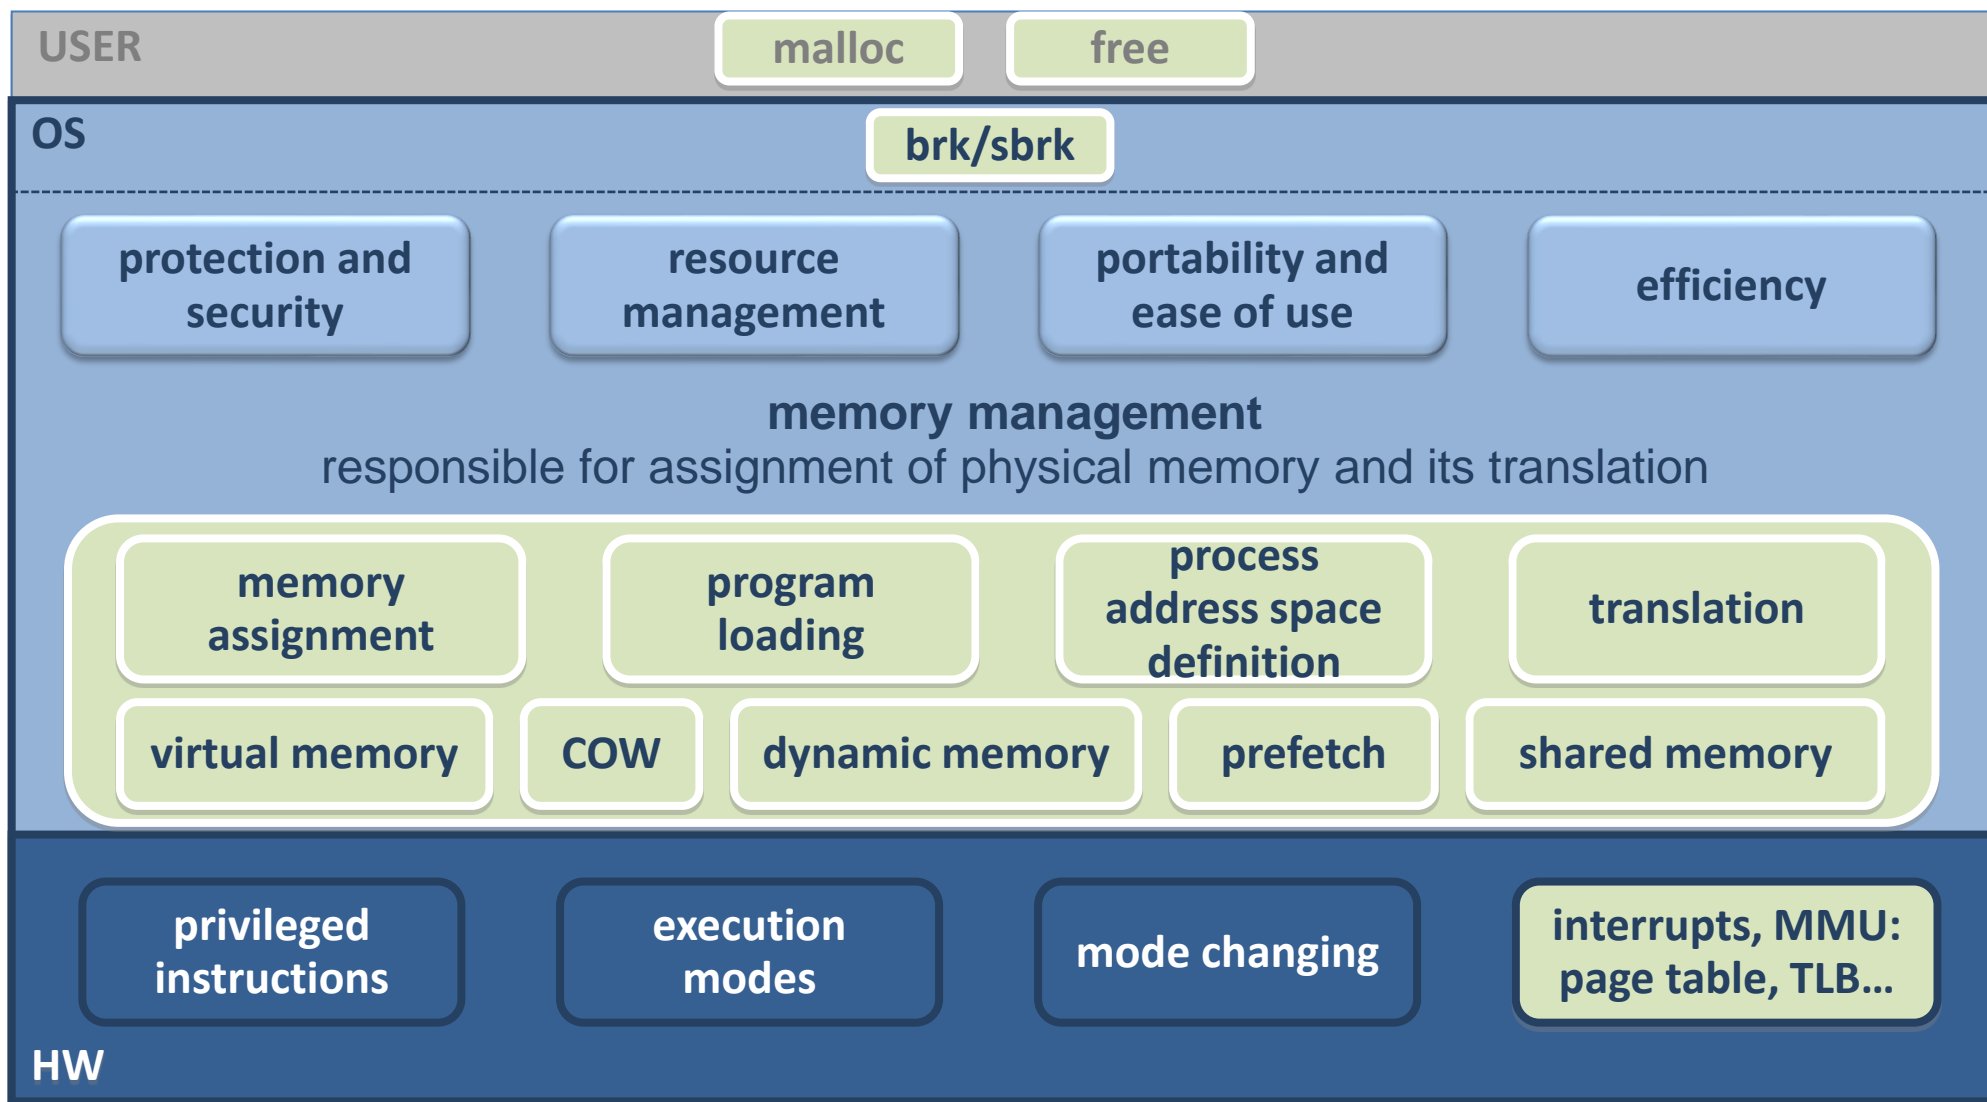 USER
malloc
free
OS
brk/sbrk
protection and
security
resource
management
portability and
ease of use
efficiency
memory management
responsible for assignment of physical memory and its translation
memory
assignment
program
loading
process
address space
definition
translation
virtual memory
COW
dynamic memory
prefetch
shared memory
privileged
instructions
execution
modes
mode changing
interrupts, MMU:
page table, TLB...
HW